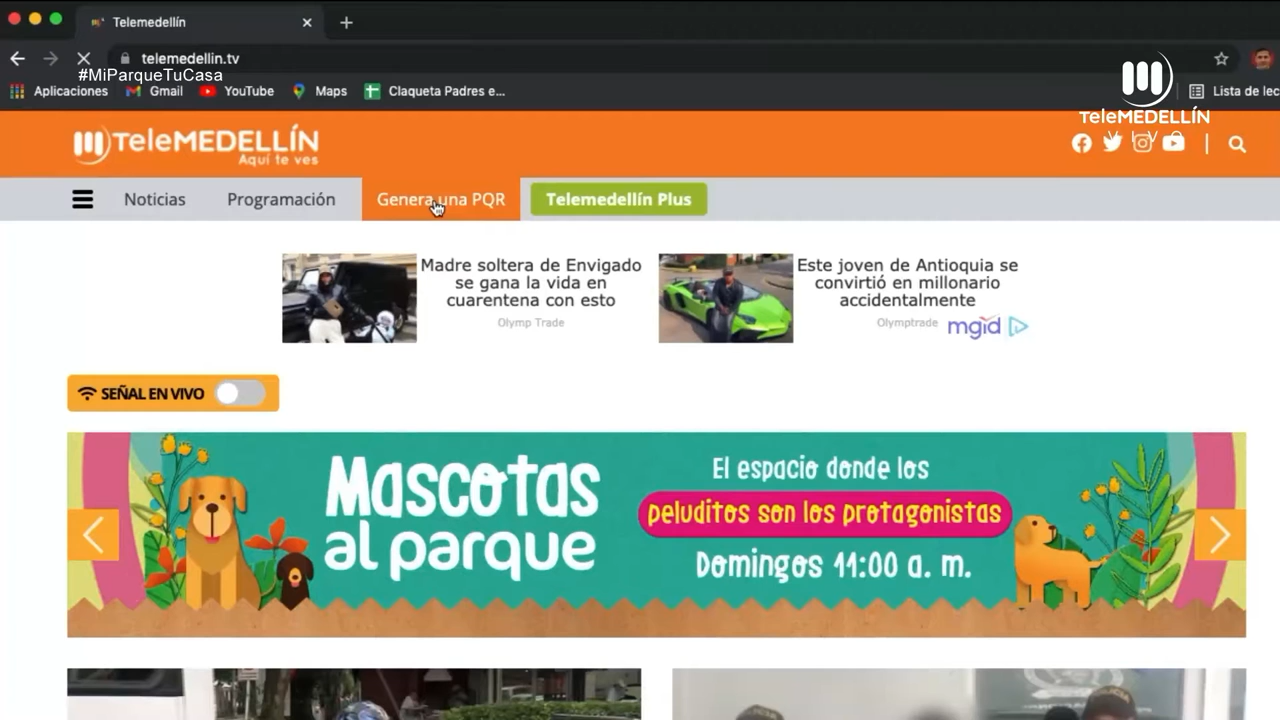 Telemedellín
telemedellin.tv
#MiParqueTuCasa
Aplicaciones Gmail YouTube Maps Claqueta Padres e... Lista de lec
TeleMEDELLÍN
VIVO
TeleMEDELLÍN
Aquí te ves
Noticias Programación Genera una PQR Telemedellín Plus
Madre soltera de Envigado
se gana la vida en
cuarentena con esto
Olymp Trade
Este joven de Antioquia se
convirtió en millonario
accidentalmente
Olymptrade mgid
SEÑAL EN VIVO
Mascotas
al parque
El espacio donde los
peluditos son los protagonistas
Domingos 11:00 a. m.